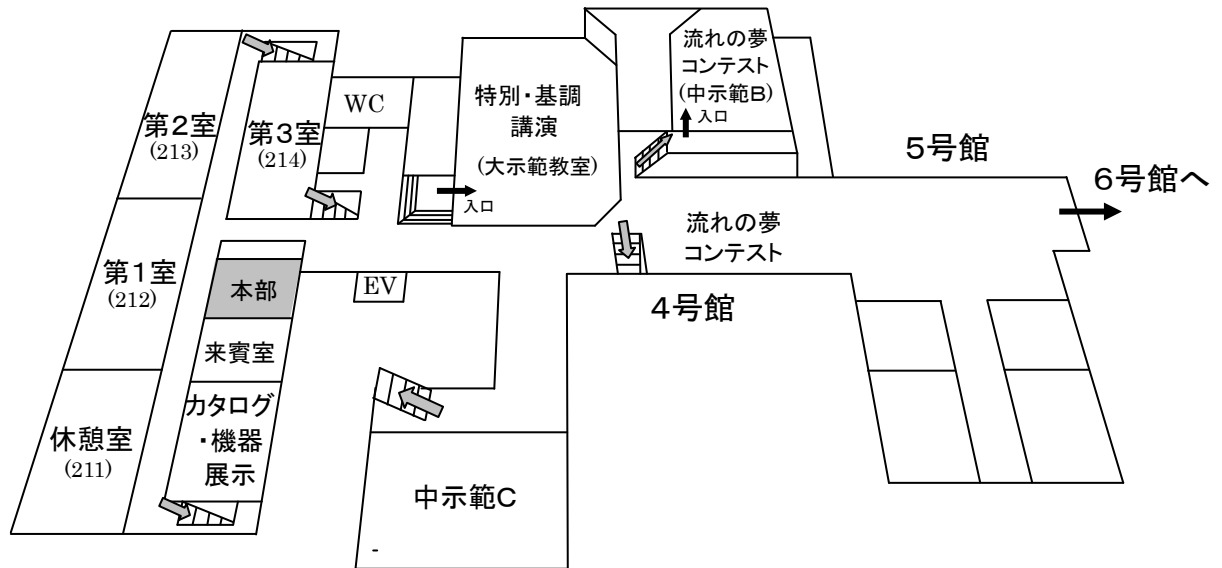 第2室
(213)
第3室
(214)
WC
特別・基調
講演
(大示範教室)
入口
流れの夢
コンテスト
(中示範B)
入口
5号館
6号館へ
第1室
(212)
本部
EV
流れの夢
コンテスト
4号館
来賓室
カタログ
・機器
展示
休憩室
(211)
中示範C
-